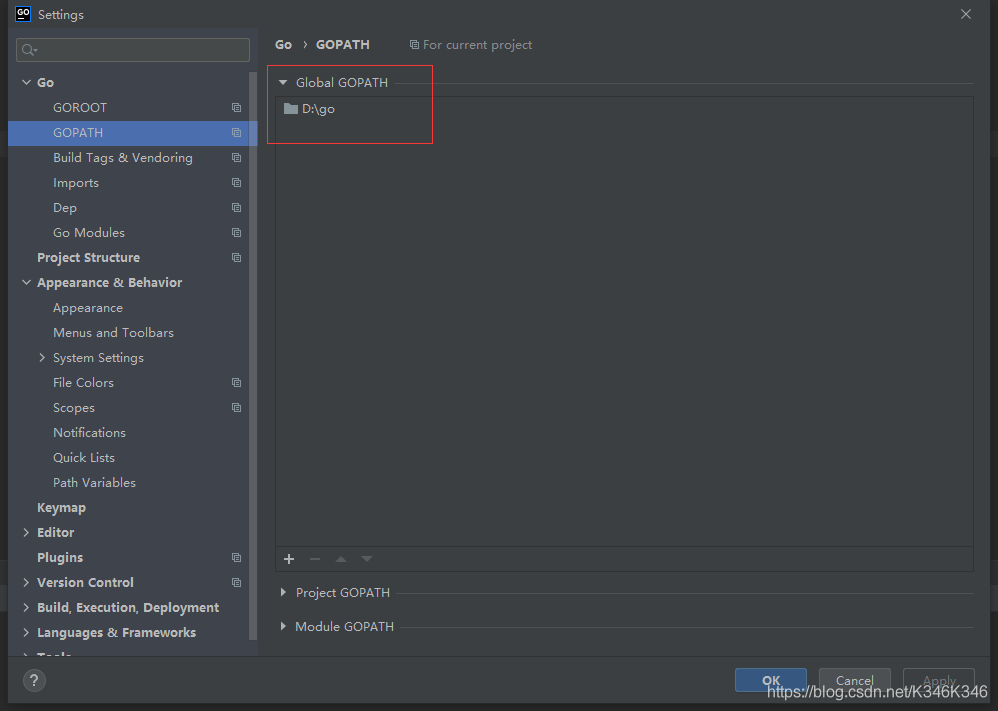 GO Settings
Go › GOPATH For current project
Go
GOROOT
GOPATH
Build Tags & Vendoring
Imports
Dep
Go Modules
Project Structure
Appearance & Behavior
Appearance
Menus and Toolbars
System Settings
File Colors
Scopes
Notifications
Quick Lists
Path Variables
Keymap
Editor
Plugins
Version Control
Build, Execution, Deployment
Languages & Frameworks
Tools
Global GOPATH
D:\go
Project GOPATH
Module GOPATH
?
OK Cancel Apply
https://blog.csdn.net/K346K346